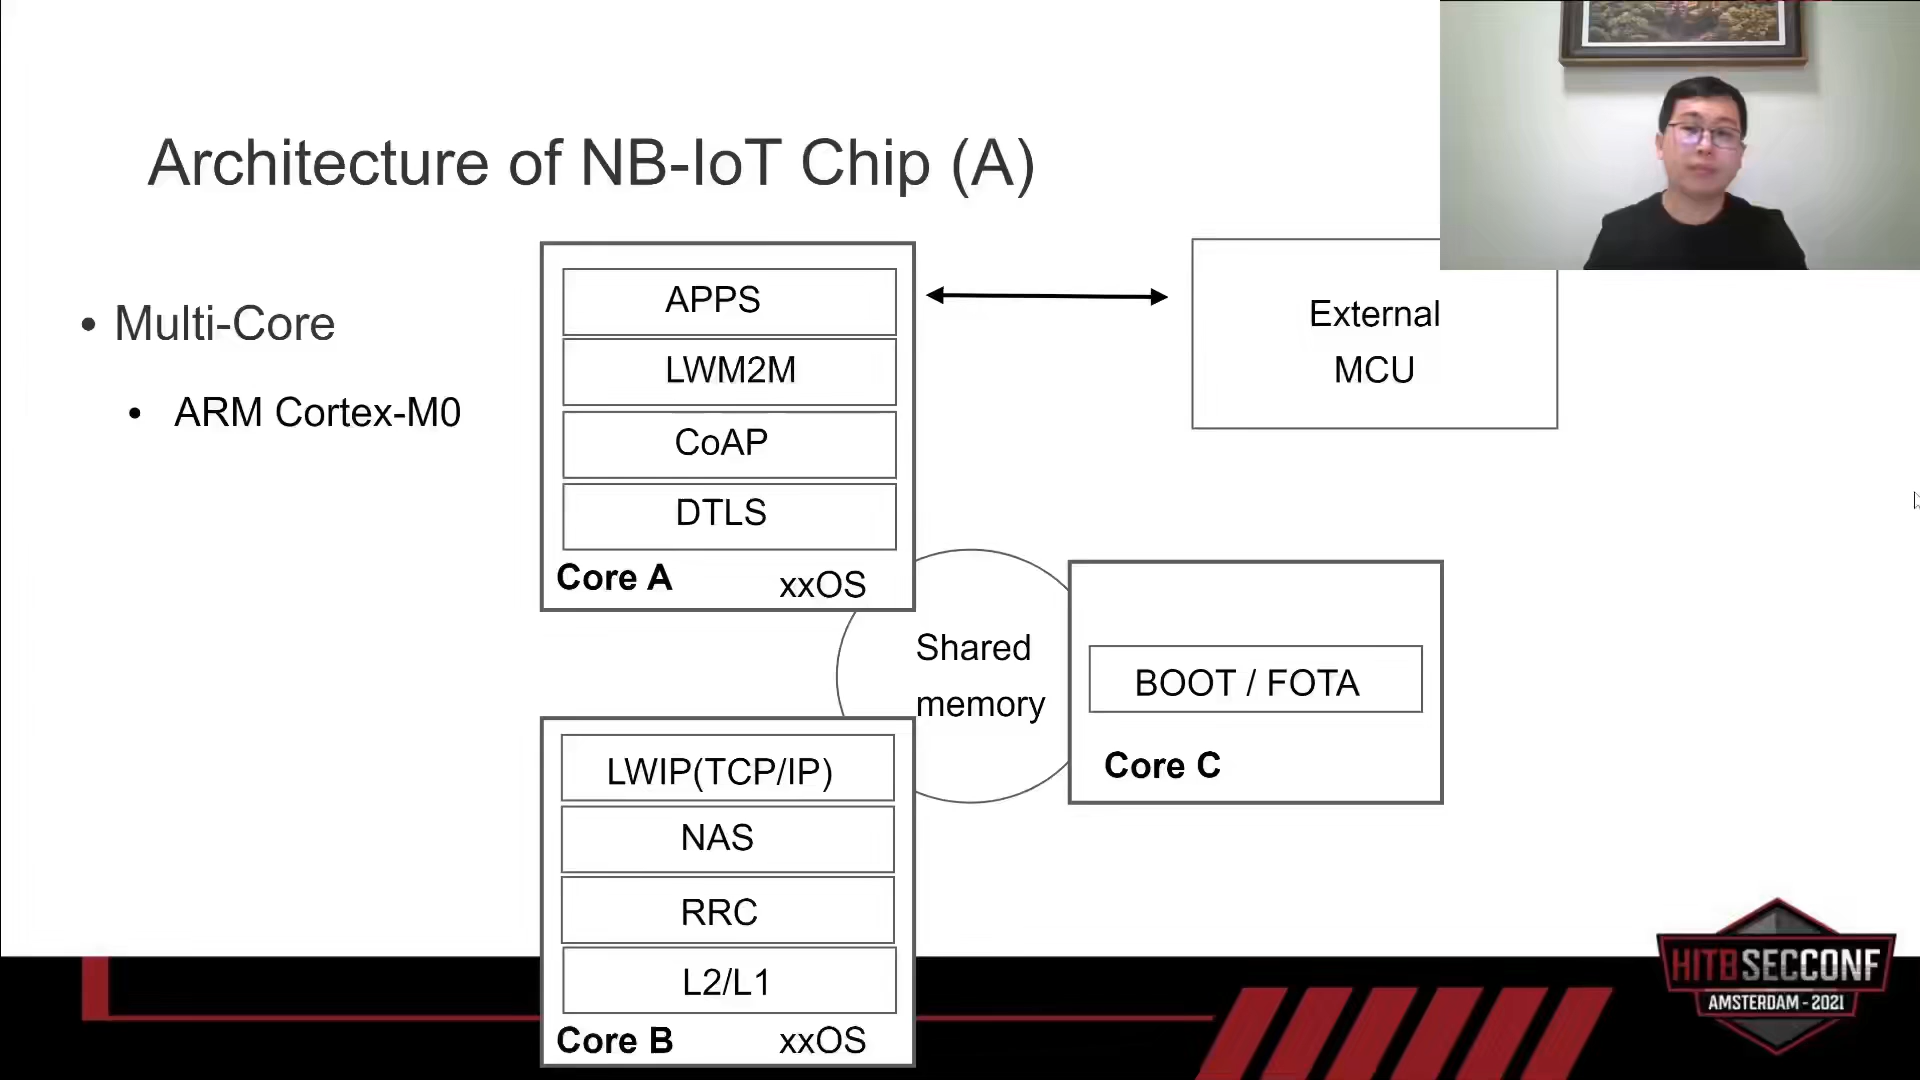 Architecture of NB-IoT Chip (A)
• Multi-Core
• ARM Cortex-M0
APPS
LWM2M
CoAP
DTLS
Core A xxOS
External
MCU
Shared
memory
BOOT / FOTA
Core C
LWIP(TCP/IP)
NAS
RRC
L2/L1
Core B xxOS
HITBSECCONF
AMSTERDAM - 2021